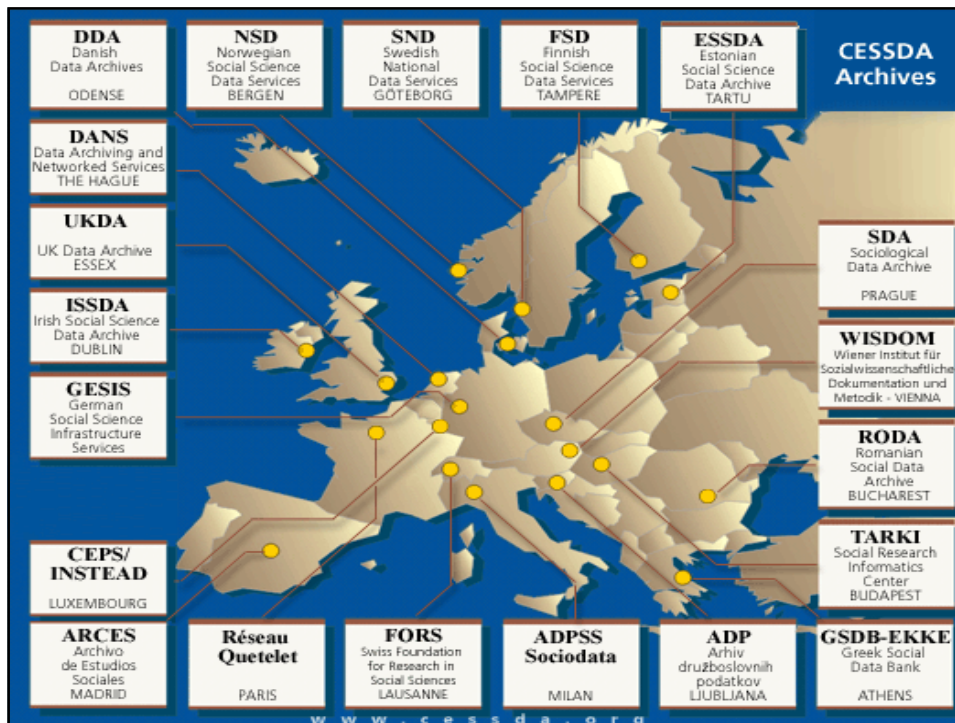 DDA
Danish
Data Archives
ODENSE
NSD
Norwegian
Social Science
Data Services
BERGEN
SND
Swedish
National
Data Services
GÖTEBORG
FSD
Finnish
Social Science
Data Services
TAMPERE
ESSDA
Estonian
Social Science
Data Archive
TARTU
CESSDA
Archives
DANS
Data Archiving and
Networked Services
THE HAGUE
UKDA
UK Data Archive
ESSEX
ISSDA
Irish Social Science
Data Archive
DUBLIN
GESIS
German
Social Science
Infrastructure
Services
SDA
Sociological
Data Archive
PRAGUE
WISDOM
Wiener Institut für
Sozialwissenschaftliche
Dokumentation und
Metodik - VIENNA
RODA
Romanian
Social Data
Archive
BUCHAREST
TARKI
Social Research
Informatics
Center
BUDAPEST
CEPS/
INSTEAD
LUXEMBOURG
ARCES
Archivo
de Estudios
Sociales
MADRID
Réseau
Quetelet
PARIS
FORS
Swiss Foundation
for Research in
Social Sciences
LAUSANNE
ADPSS
Sociodata
MILAN
ADP
Arhiv
družboslovnih
podatkov
LJUBLJANA
GSDB-EKKE
Greek Social
Data Bank
ATHENS
www.cessda.org